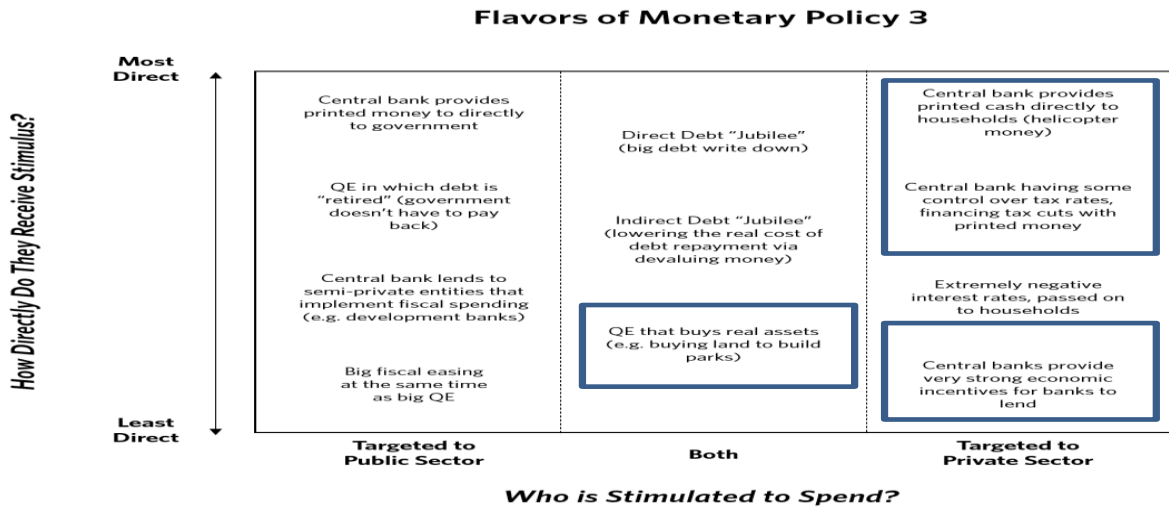 Flavors of Monetary Policy 3
How Directly Do They Receive Stimulus?
Most
Direct
Least
Direct
Central bank provides
printed money to directly
to government
QE in which debt is
“retired” (government
doesn’t have to pay
back)
Central bank lends to
semi-private entities that
implement fiscal spending
(e.g. development banks)
Big fiscal easing
at the same time
as big QE
Direct Debt “Jubilee”
(big debt write down)
Indirect Debt “Jubilee”
(lowering the real cost of
debt repayment via
devaluing money)
QE that buys real assets
(e.g. buying land to build
parks)
Central bank provides
printed cash directly to
households (helicopter
money)
Central bank having some
control over tax rates,
financing tax cuts with
printed money
Extremely negative
interest rates, passed on
to households
Central banks provide
very strong economic
incentives for banks to
lend
Targeted to
Public Sector
Both
Targeted to
Private Sector
Who is Stimulated to Spend?